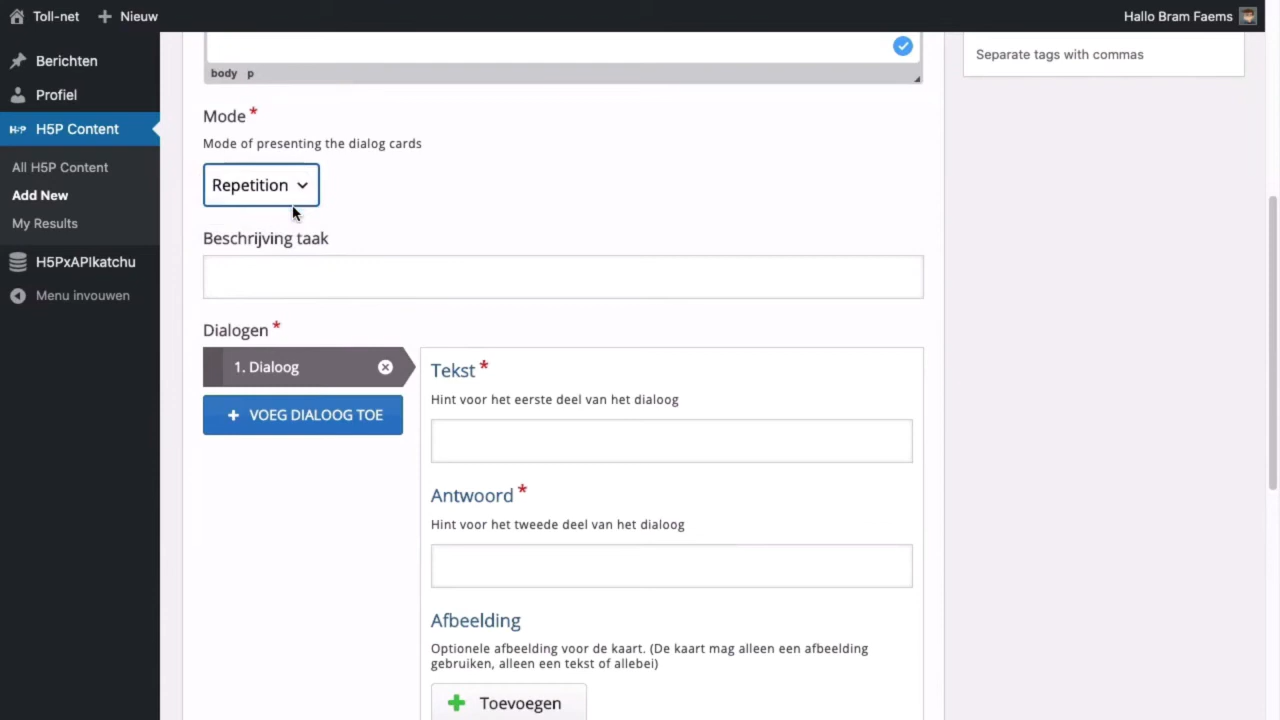 Toll-net
Nieuw
Hallo Bram Faems
Berichten
Profiel
H5P Content
All H5P Content
Add New
My Results
H5PxAPIkatchu
Menu invouwen
body p
Separate tags with commas
Mode *
Mode of presenting the dialog cards
Repetition
Beschrijving taak
Dialogen *
1. Dialoog
+ VOEG DIALOOG TOE
Tekst *
Hint voor het eerste deel van het dialoog
Antwoord *
Hint voor het tweede deel van het dialoog
Afbeelding
Optionele afbeelding voor de kaart. (De kaart mag alleen een afbeelding
gebruiken, alleen een tekst of allebei)
Toevoegen